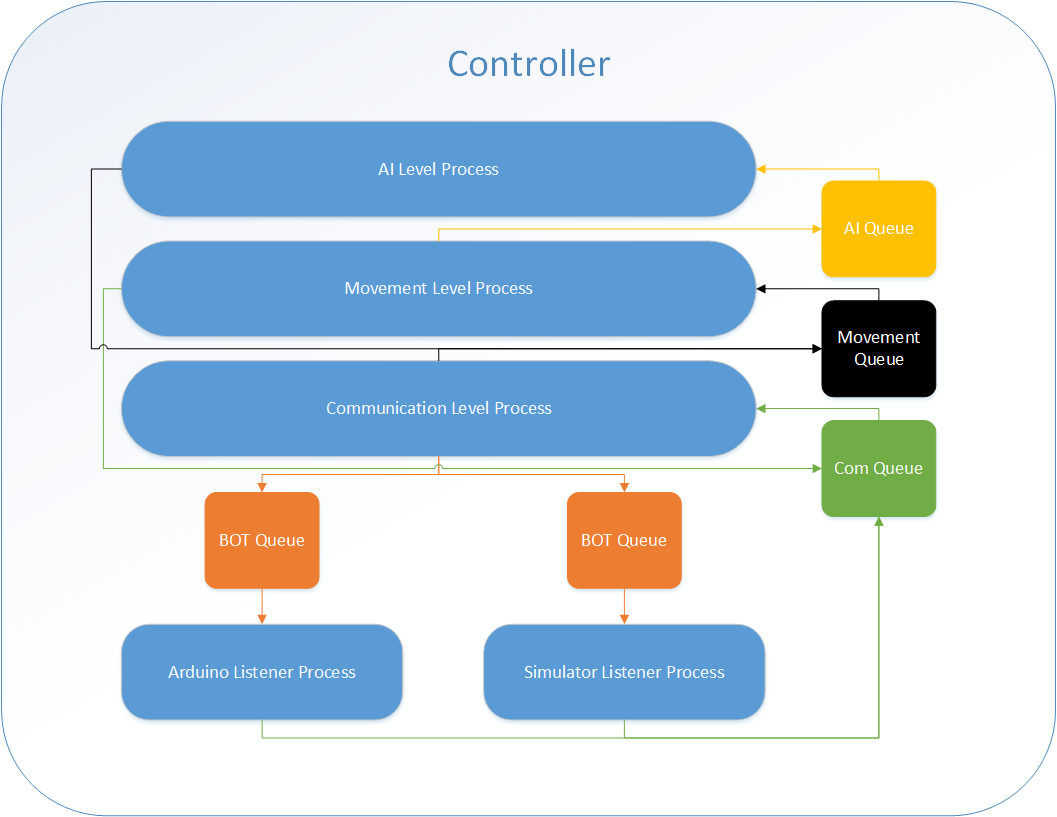 Controller
AI Level Process
AI Queue
Movement Level Process
Movement
Queue
Communication Level Process
Com Queue
BOT Queue
BOT Queue
Arduino Listener Process
Simulator Listener Process